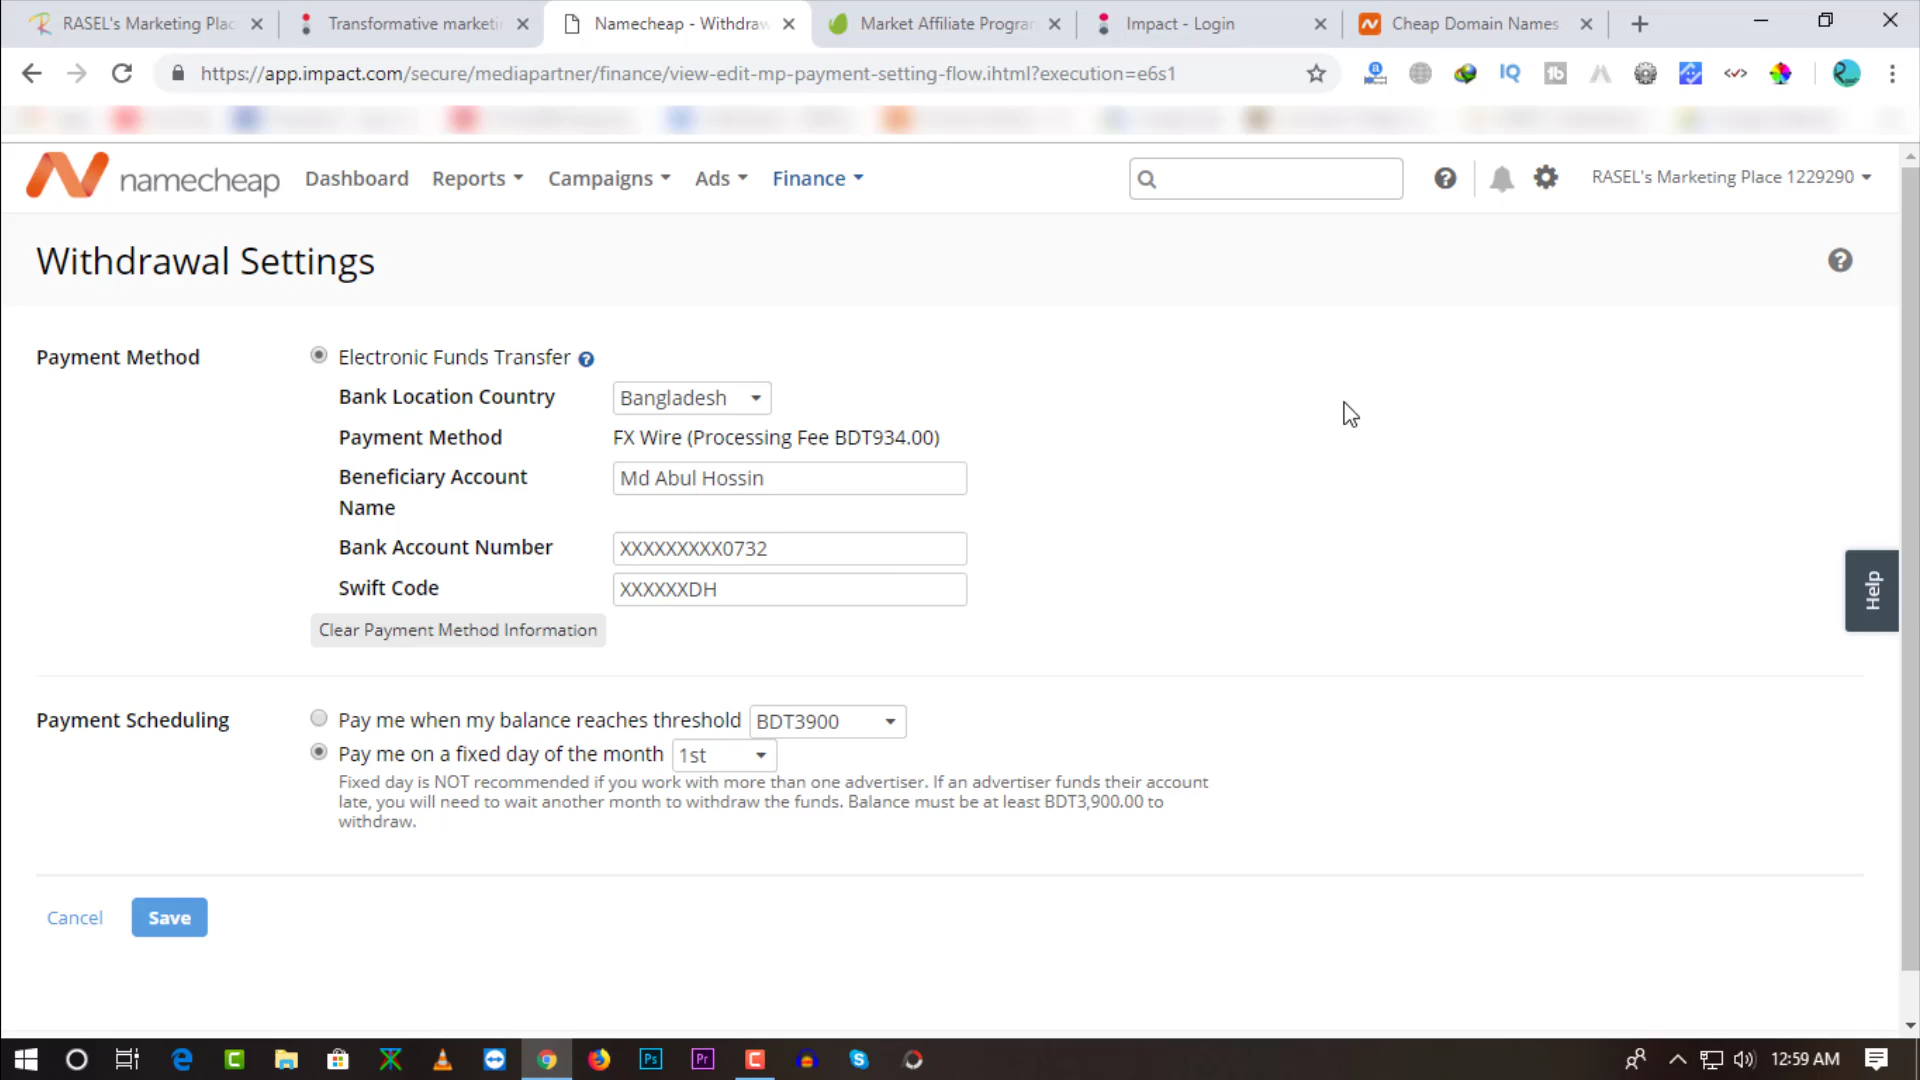 RASEL's Marketing Plac
Transformative marketin
Namecheap - Withdraw
Market Affiliate Program
Impact - Login
Cheap Domain Names
https://app.impact.com/secure/mediapartner/finance/view-edit-mp-payment-setting-flow.ihtml?execution=e6s1
namecheap
Dashboard
Reports
Campaigns
Ads
Finance
RASEL's Marketing Place 1229290
Withdrawal Settings
Payment Method
Electronic Funds Transfer
Bank Location Country
Bangladesh
Payment Method
FX Wire (Processing Fee BDT934.00)
Beneficiary Account
Name
Md Abul Hossin
Bank Account Number
XXXXXXXXX0732
Swift Code
XXXXXXDH
Clear Payment Method Information
Help
Payment Scheduling
Pay me when my balance reaches threshold
BDT3900
Pay me on a fixed day of the month
1st
Fixed day is NOT recommended if you work with more than one advertiser. If an advertiser funds their account
late, you will need to wait another month to withdraw the funds. Balance must be at least BDT3,900.00 to
withdraw.
Cancel
Save
12:59 AM